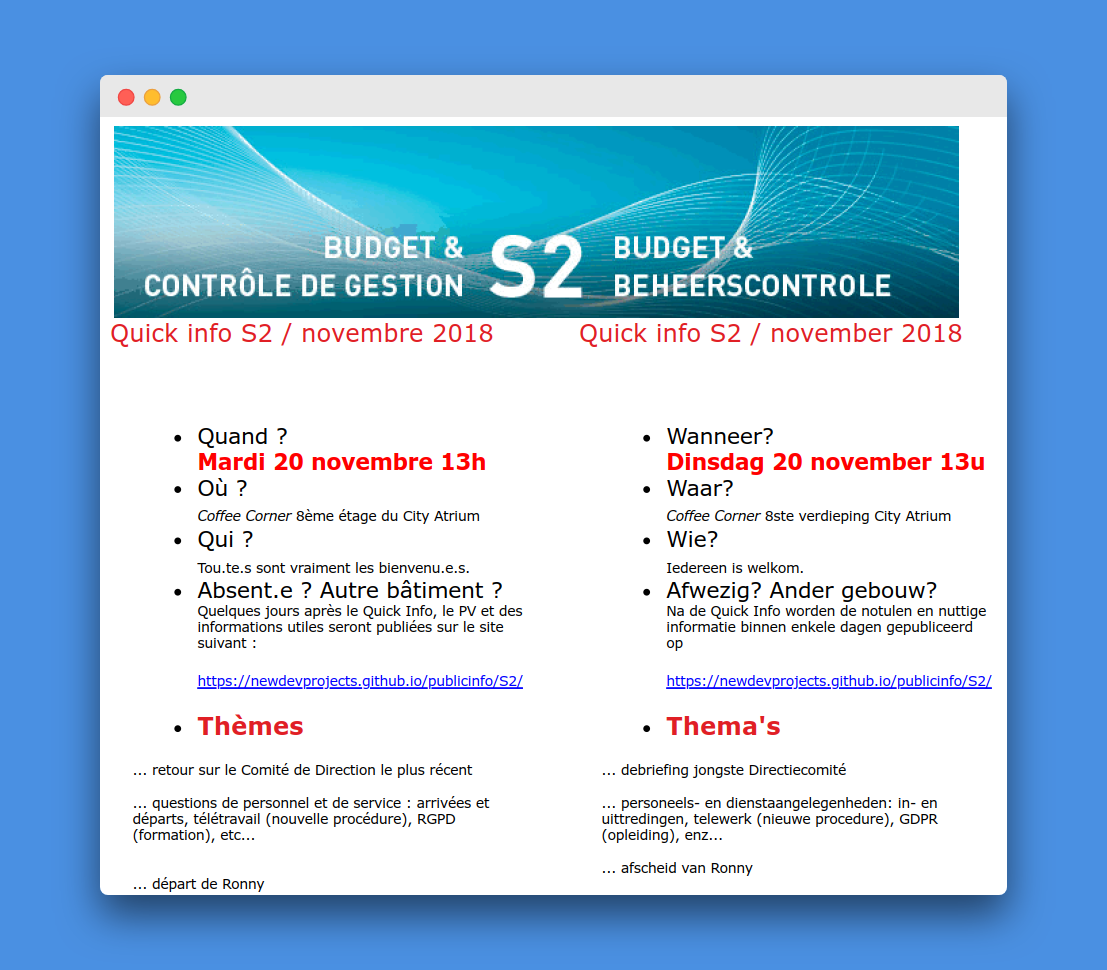 BUDGET &
CONTRÔLE DE GESTION
S2
BUDGET &
BEHEERSCONTROLE
Quick info S2 / novembre 2018
Quand ?
Mardi 20 novembre 13h
Où ?
Coffee Corner 8ème étage du City Atrium
Qui ?
Tou.te.s sont vraiment les bienvenu.e.s.
Absent.e ? Autre bâtiment ?
Quelques jours après le Quick Info, le PV et des
informations utiles seront publiées sur le site
suivant :
https://newdevprojects.github.io/publicinfo/S2/
Thèmes
... retour sur le Comité de Direction le plus récent
... questions de personnel et de service : arrivées et
départs, télétravail (nouvelle procédure), RGPD
(formation), etc...
... départ de Ronny
Quick info S2 / november 2018
Wanneer?
Dinsdag 20 november 13u
Waar?
Coffee Corner 8ste verdieping City Atrium
Wie?
Iedereen is welkom.
Afwezig? Ander gebouw?
Na de Quick Info worden de notulen en nuttige
informatie binnen enkele dagen gepubliceerd
op
https://newdevprojects.github.io/publicinfo/S2/
Thema's
... debriefing jongste Directiecomité
... personeels- en dienstaangelegenheden: in- en
uittredingen, telewerk (nieuwe procedure), GDPR
(opleiding), enz...
... afscheid van Ronny